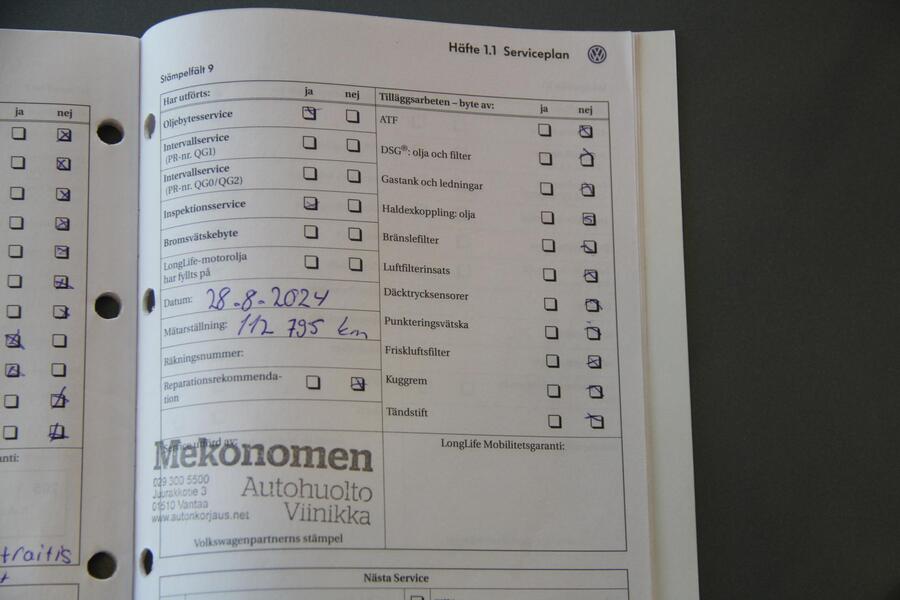 Häfte 1.1 Serviceplan
Stämpelfält 9
ja nej
Har utförts: ja nej
Oljebytesservice
Intervallservice
(PR-nr. QG1)
Intervallservice
(PR-nr. QG0/QG2)
Inspektionsservice
Bromsvätskebyte
LongLife-motorolja
har fyllts på
Datum: 28-8-2024
Mätarställning: 112 795 km
Räkningsnummer:
Reparationsrekommenda-
tion
Tilläggsarbeten – byte av: ja nej
ATF
DSG®: olja och filter
Gastank och ledningar
Haldexkoppling: olja
Bränslefilter
Luftfilterinsats
Däcktrycksensorer
Punkteringsvätska
Friskluftsfilter
Kuggrem
Tändstift
Mekonomen
029 300 5500
Juurakkotie 3
01510 Vantaa
www.autonkorjaus.net
Autohuolto
Viinikka
Volkswagenpartnerns stämpel
LongLife Mobilitetsgaranti:
Nästa Service
nti:
traitis